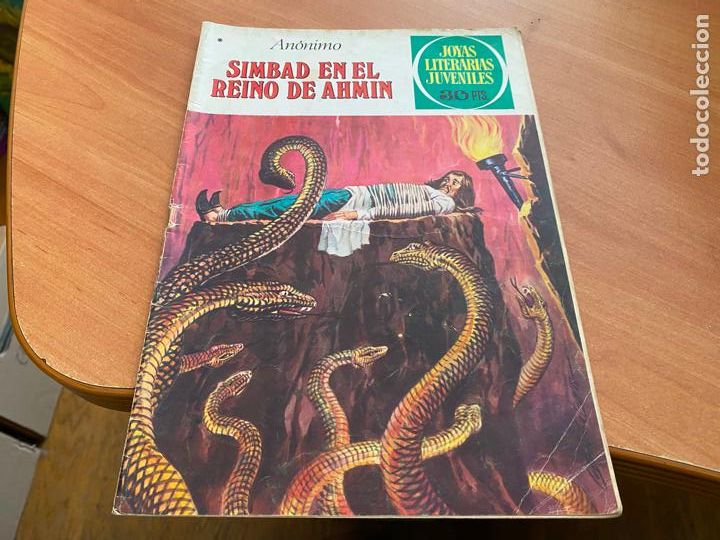 Anónimo
SIMBAD EN EL
REINO DE AHMIN
JOYAS
LITERARIAS
JUVENILES
30 PTS.
todocoleccion